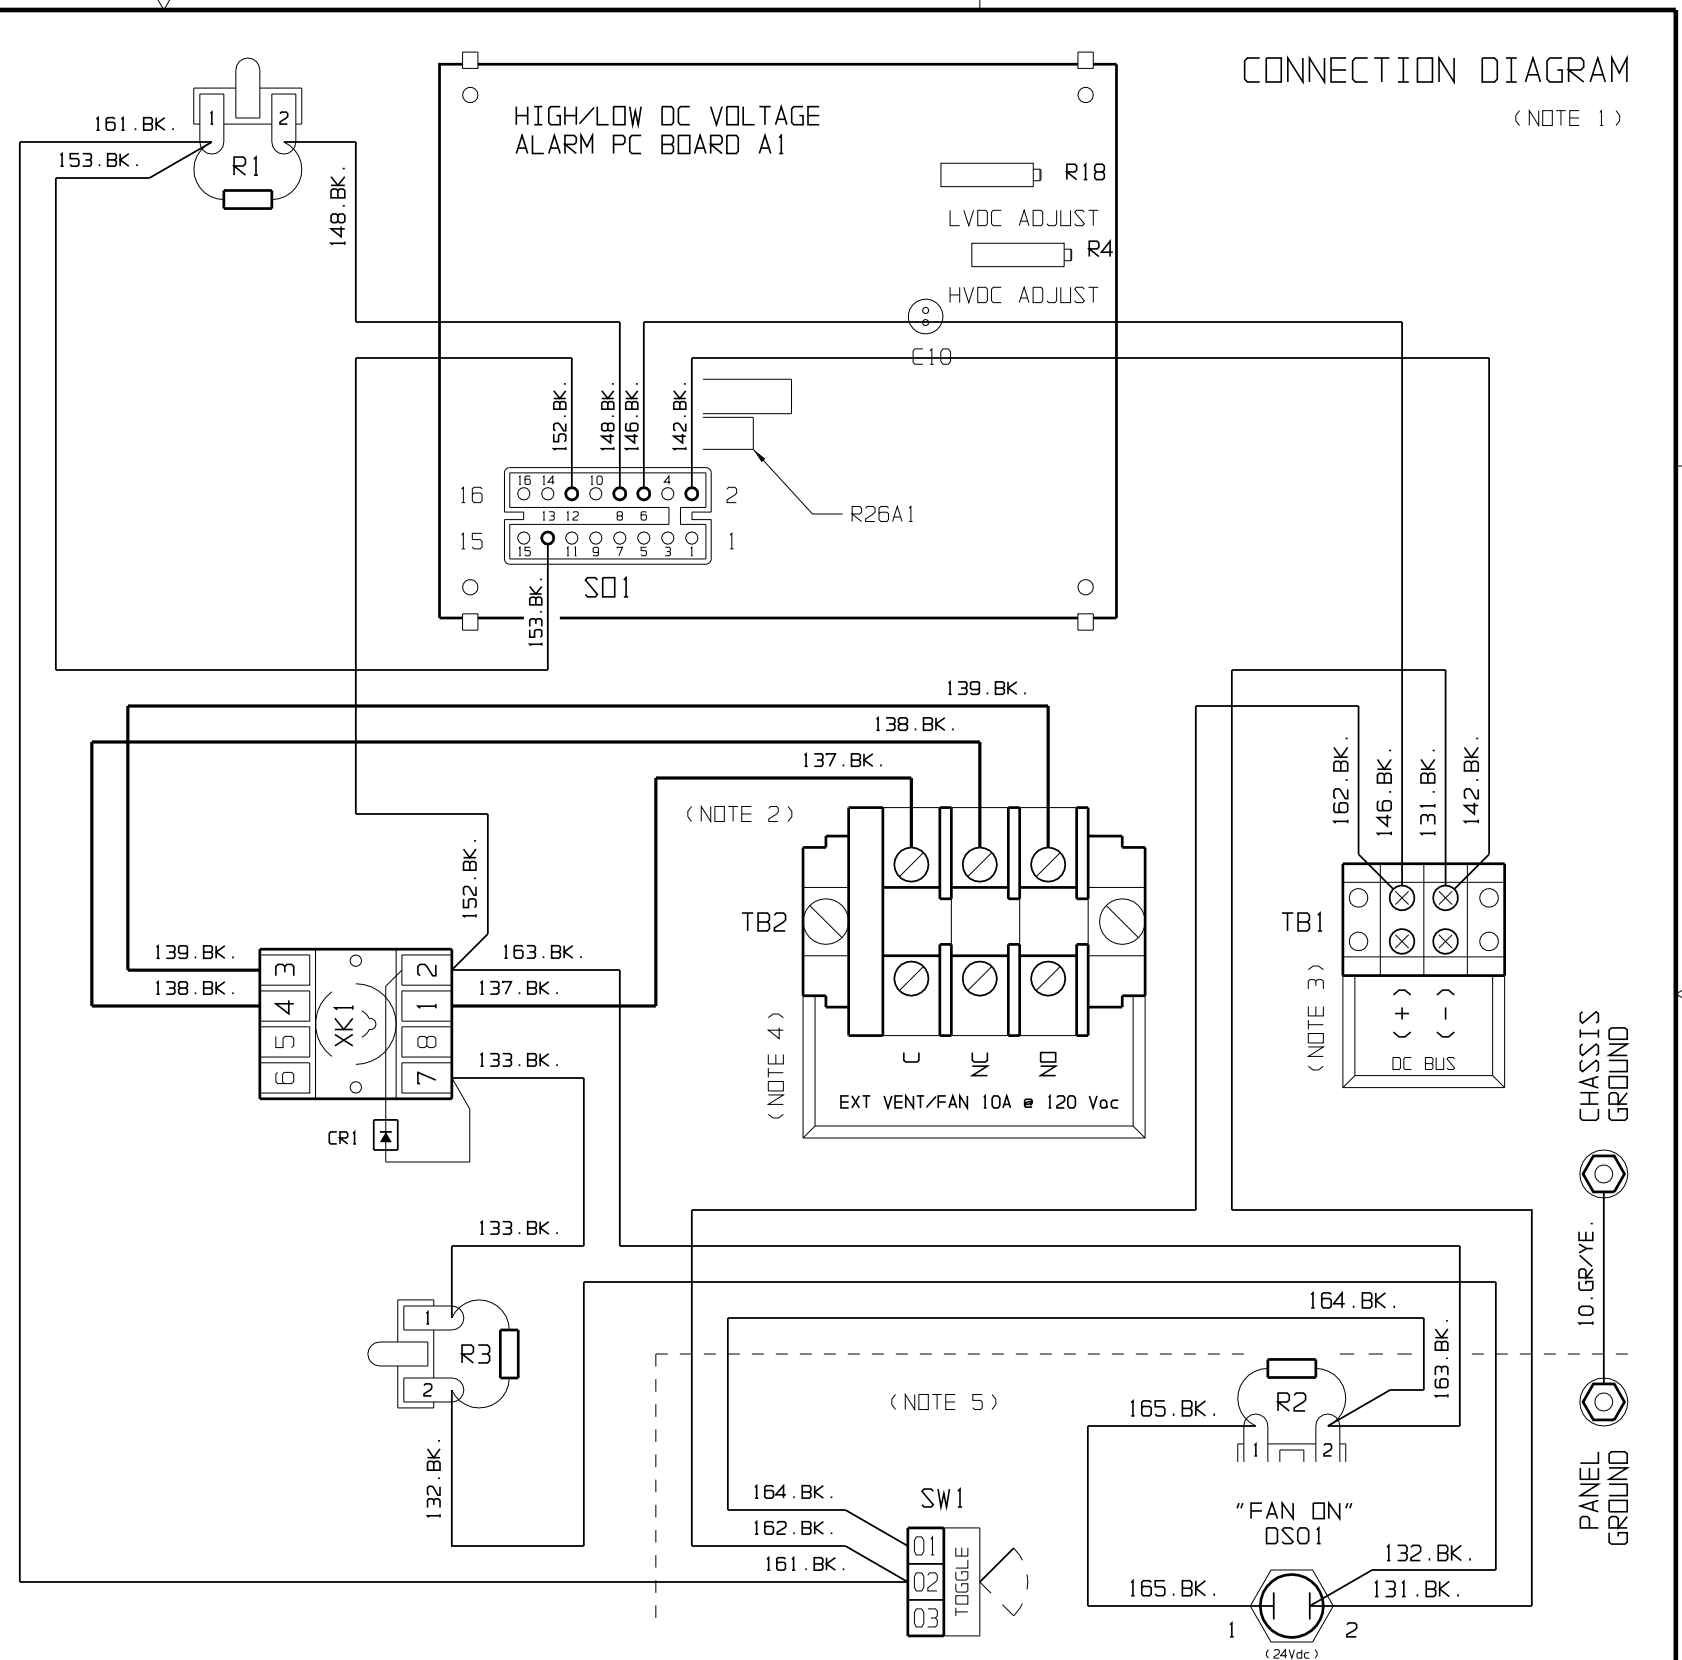 CONNECTION DIAGRAM
(NOTE 1)
HIGH/LOW DC VOLTAGE
ALARM PC BOARD A1
161.BK.
153.BK.
1
2
R1
148.BK.
R18
LVDC ADJUST
R4
HVDC ADJUST
C10
152.BK.
148.BK.
146.BK.
142.BK.
16
16 14 10 4
2
13 12 8 6
15
15 11 9 7 5 3 1
1
R26A1
SO1
153.BK.
139.BK.
138.BK.
137.BK.
(NOTE 2)
162.BK.
146.BK.
131.BK.
142.BK.
152.BK.
TB2
TB1
139.BK.
138.BK.
163.BK.
137.BK.
133.BK.
3
4
5
6
XK1
2
1
8
7
CR1
(NOTE 4)
C
NC
NO
EXT VENT/FAN 10A @ 120 Vac
(NOTE 3)
(+)
(-)
DC BUS
CHASSIS
GROUND
10.GR/YE.
PANEL
GROUND
133.BK.
1
R3
2
132.BK.
164.BK.
163.BK.
(NOTE 5)
165.BK.
R2
1
2
164.BK.
162.BK.
161.BK.
SW1
01
02
03
TOGGLE
"FAN ON"
DS01
132.BK.
165.BK.
131.BK.
1
2
(24Vdc)